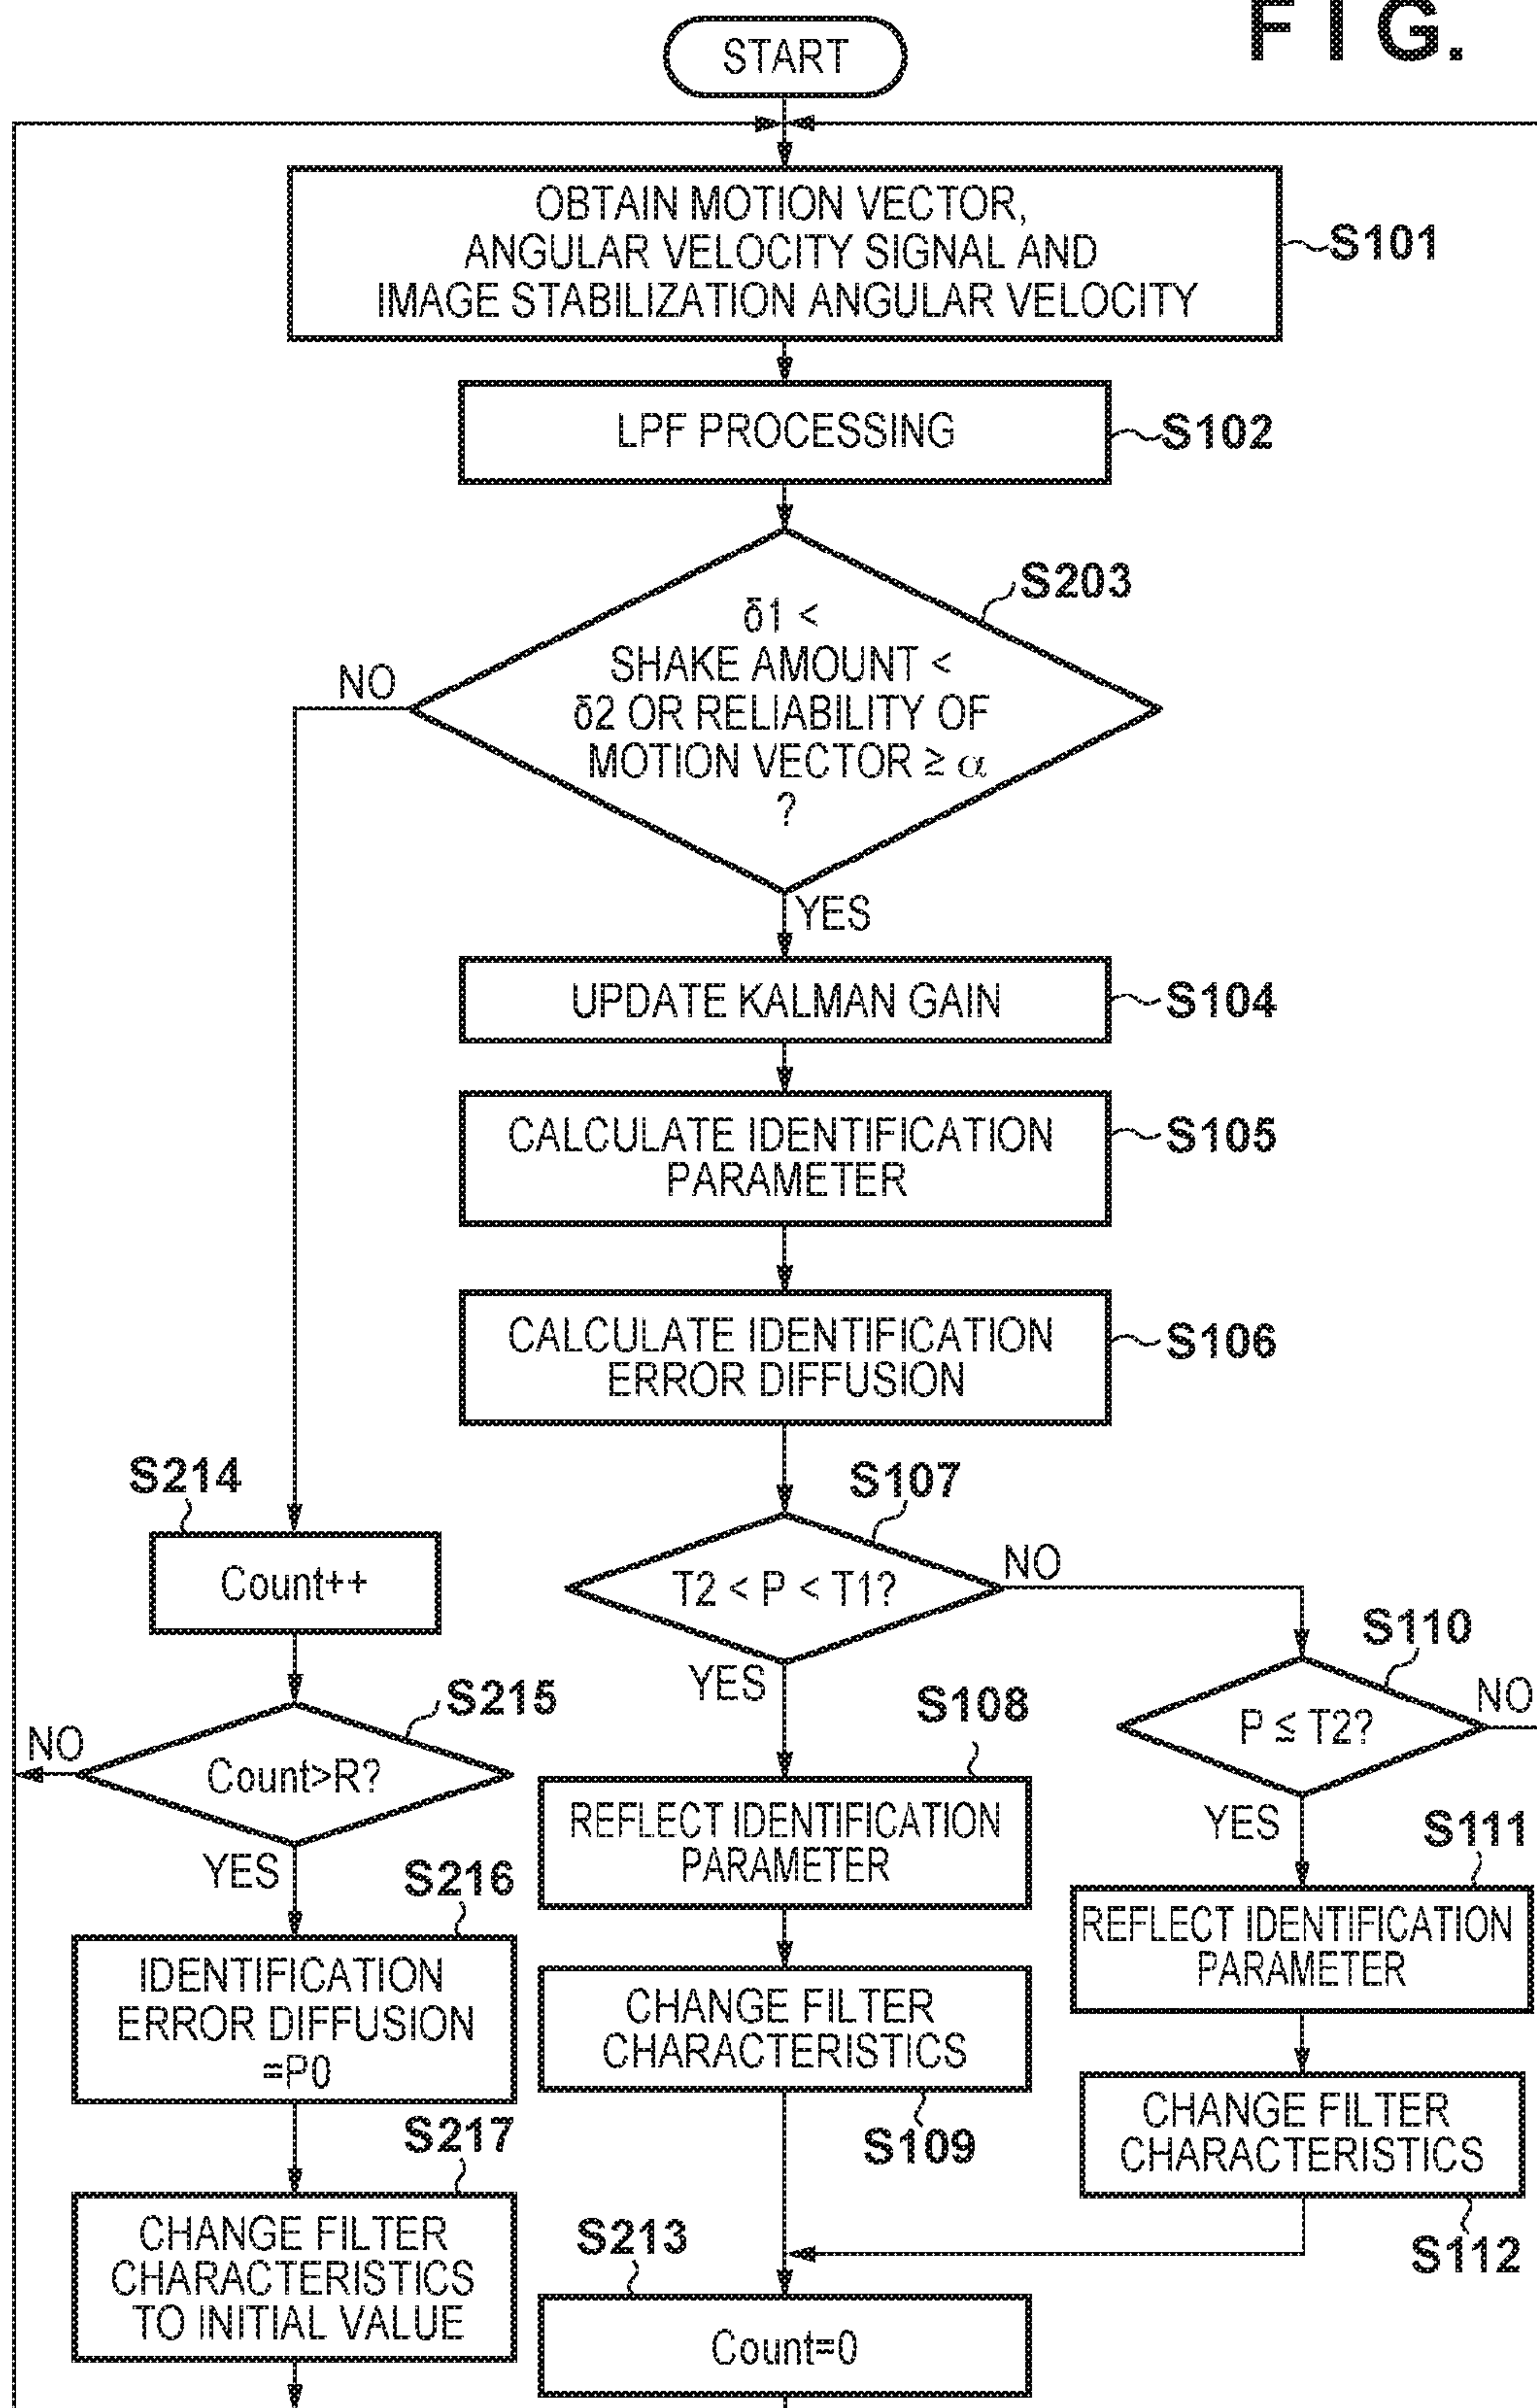 FIG.
START
OBTAIN MOTION VECTOR,
ANGULAR VELOCITY SIGNAL AND
IMAGE STABILIZATION ANGULAR VELOCITY
S101
LPF PROCESSING
S102
S203
δ1 <
SHAKE AMOUNT <
δ2 OR RELIABILITY OF
MOTION VECTOR ≧ α
?
NO
YES
UPDATE KALMAN GAIN
S104
CALCULATE IDENTIFICATION
PARAMETER
S105
CALCULATE IDENTIFICATION
ERROR DIFFUSION
S106
S214
Count++
S107
T2 < P < T1?
NO
YES
S110
P ≦ T2?
NO
YES
S215
Count>R?
NO
YES
S108
REFLECT IDENTIFICATION
PARAMETER
S111
REFLECT IDENTIFICATION
PARAMETER
S216
IDENTIFICATION
ERROR DIFFUSION
=P0
CHANGE FILTER
CHARACTERISTICS
S109
CHANGE FILTER
CHARACTERISTICS
S112
S217
CHANGE FILTER
CHARACTERISTICS
TO INITIAL VALUE
S213
Count=0